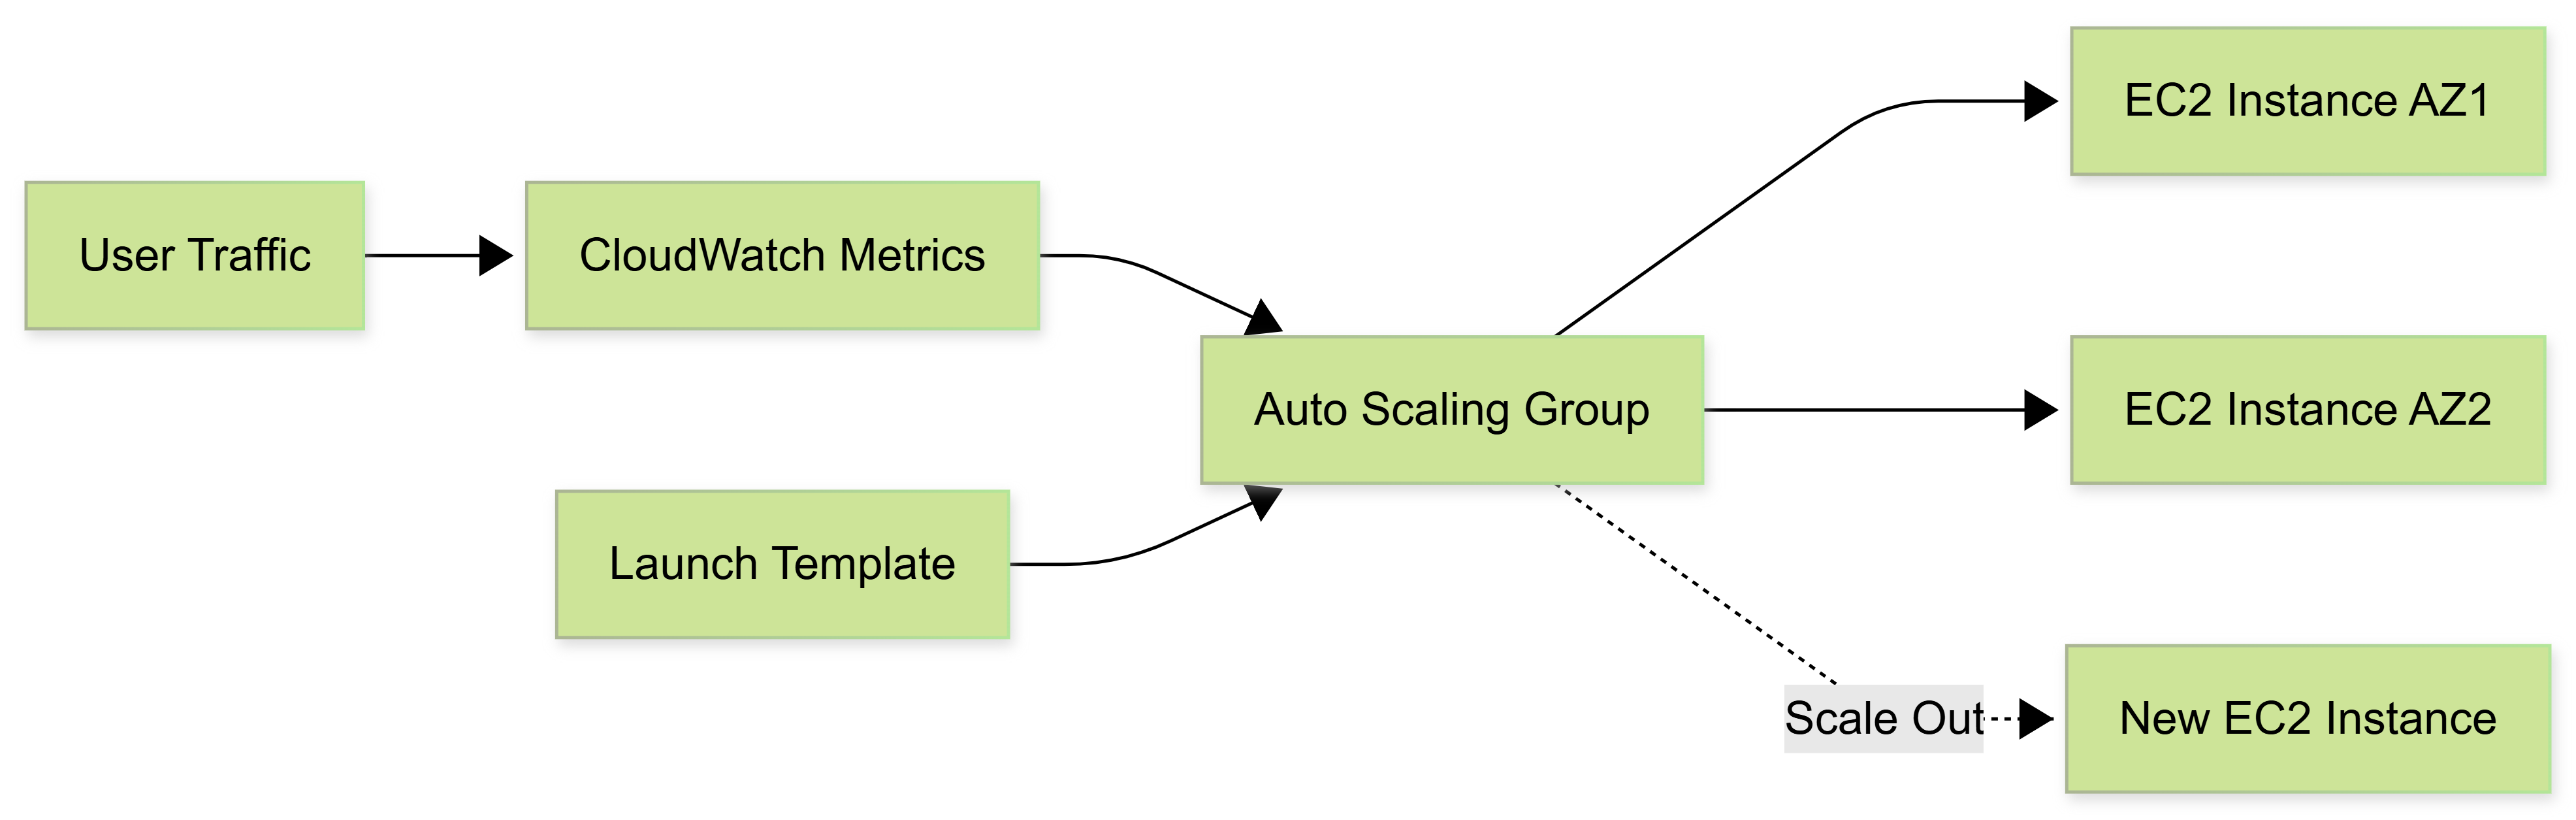 User Traffic
CloudWatch Metrics
Launch Template
Auto Scaling Group
EC2 Instance AZ1
EC2 Instance AZ2
Scale Out
New EC2 Instance